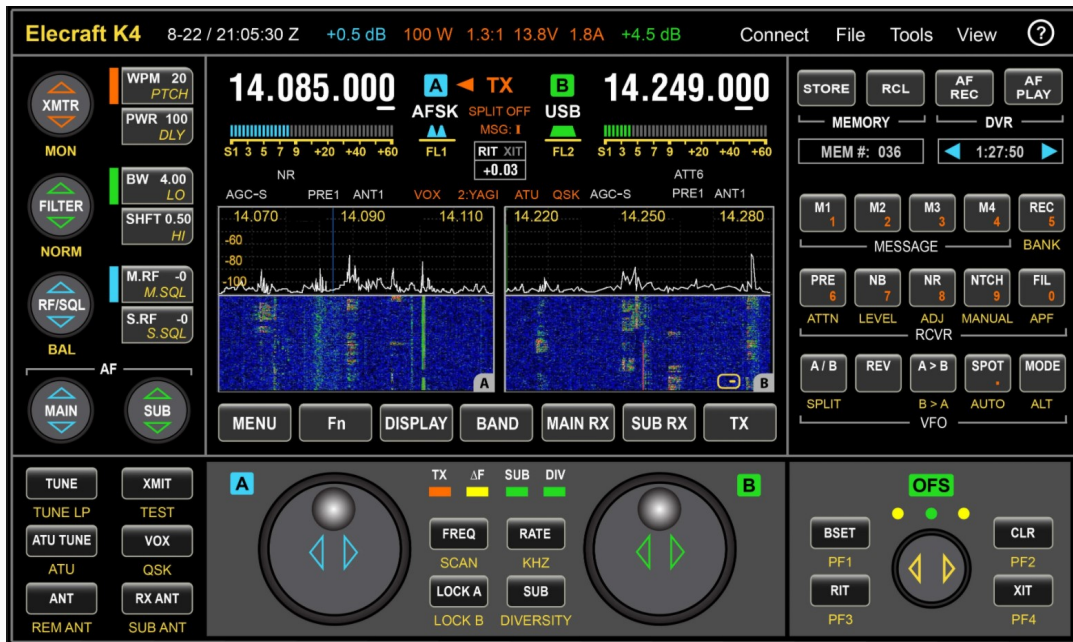 Elecraft K4 8-22 / 21:05:30 Z +0.5 dB 100 W 1.3:1 13.8V 1.8A +4.5 dB Connect File Tools View ?
XMTR
MON
WPM 20
PTCH
PWR 100
DLY
FILTER
NORM
BW 4.00
LO
SHFT 0.50
HI
RF/SQL
BAL
M.RF -0
M.SQL
S.RF -0
S.SQL
AF
MAIN SUB
14.085.000 A TX B 14.249.000
AFSK SPLIT OFF USB
MSG: I
S1 3 5 7 9 +20 +40 +60 FL1 RIT XIT FL2 S1 3 5 7 9 +20 +40 +60
+0.03
NR ATT6
AGC-S PRE1 ANT1 VOX 2:YAGI ATU QSK AGC-S PRE1 ANT1
14.070 14.090 14.110 14.220 14.250 14.280
-60
-80
-100
A B
MENU Fn DISPLAY BAND MAIN RX SUB RX TX
STORE RCL AF REC AF PLAY
MEMORY DVR
MEM #: 036 1:27:50
M1 1 M2 2 M3 3 M4 4 REC 5
MESSAGE BANK
PRE 6 NB 7 NR 8 NTCH 9 FIL 0
ATTN LEVEL ADJ MANUAL APF
RCVR
A / B REV A > B SPOT . MODE
SPLIT B > A AUTO ALT
VFO
TUNE XMIT
TUNE LP TEST
ATU TUNE VOX
ATU QSK
ANT RX ANT
REM ANT SUB ANT
A TX ΔF SUB DIV B
FREQ RATE
SCAN KHZ
LOCK A SUB
LOCK B DIVERSITY
OFS
BSET CLR
PF1 PF2
RIT XIT
PF3 PF4